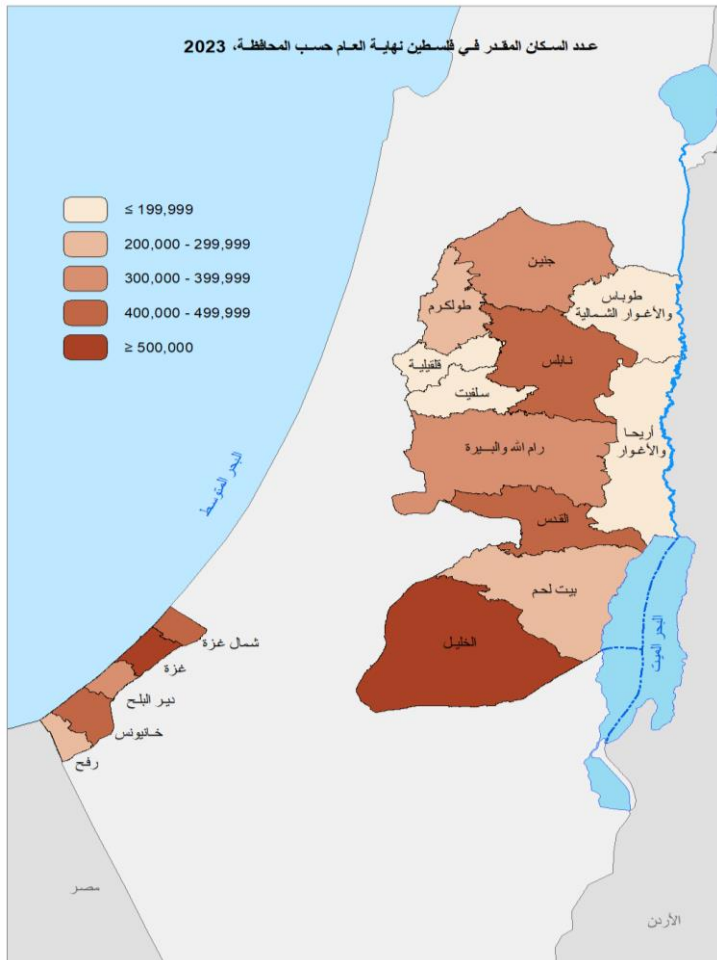 عدد السكان المقدر في فلسطين نهاية العام حسب المحافظة، 2023
≤ 199,999
200,000 - 299,999
300,000 - 399,999
400,000 - 499,999
≥ 500,000
جنين
طوباس
والأغوار الشمالية
طولكرم
نابلس
قلقيلية
سلفيت
أريحا
والأغوار
رام الله والبيرة
القدس
بيت لحم
الخليل
البحر المتوسط
البحر الميت
شمال غزة
غزة
دير البلح
خانيونس
رفح
مصر
الأردن